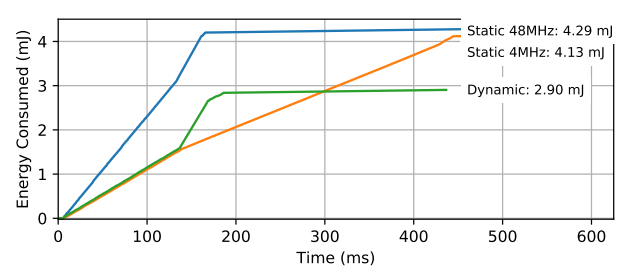 Energy Consumed (mJ)
4
3
2
1
0
Static 48MHz: 4.29 mJ
Static 4MHz: 4.13 mJ
Dynamic: 2.90 mJ
0 100 200 300 400 500 600
Time (ms)